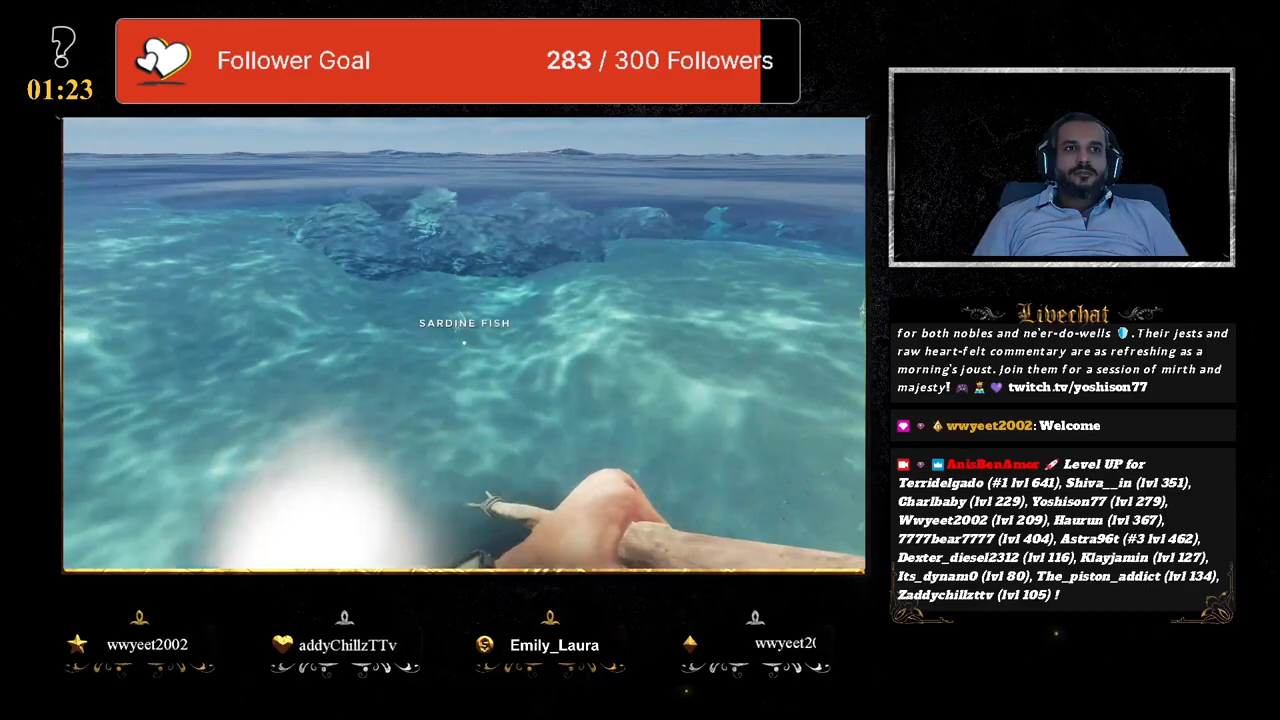 01:23
Follower Goal
283 / 300 Followers
SARDINE FISH
Livechat
for both nobles and ne'er-do-wells 🛡️. Their jests and
raw heart-felt commentary are as refreshing as a
morning's joust. Join them for a session of mirth and
majesty! 🎮 🤴 💜 twitch.tv/yoshison77
wwyeet2002: Welcome
AnisBenAmor 🚀 Level UP for
Terridelgado (#1 lvl 641), Shiva__in (lvl 351),
Charlbaby (lvl 229), Yoshison77 (lvl 279),
Wwyeet2002 (lvl 209), Haurun (lvl 367),
7777bear7777 (lvl 404), Astra96t (#3 lvl 462),
Dexter_diesel2312 (lvl 116), Klayjamin (lvl 127),
Its_dynam0 (lvl 80), The_piston_addict (lvl 134),
Zaddychillzttv (lvl 105) !
wwyeet2002
addyChillzTTv
Emily_Laura
wwyeet20